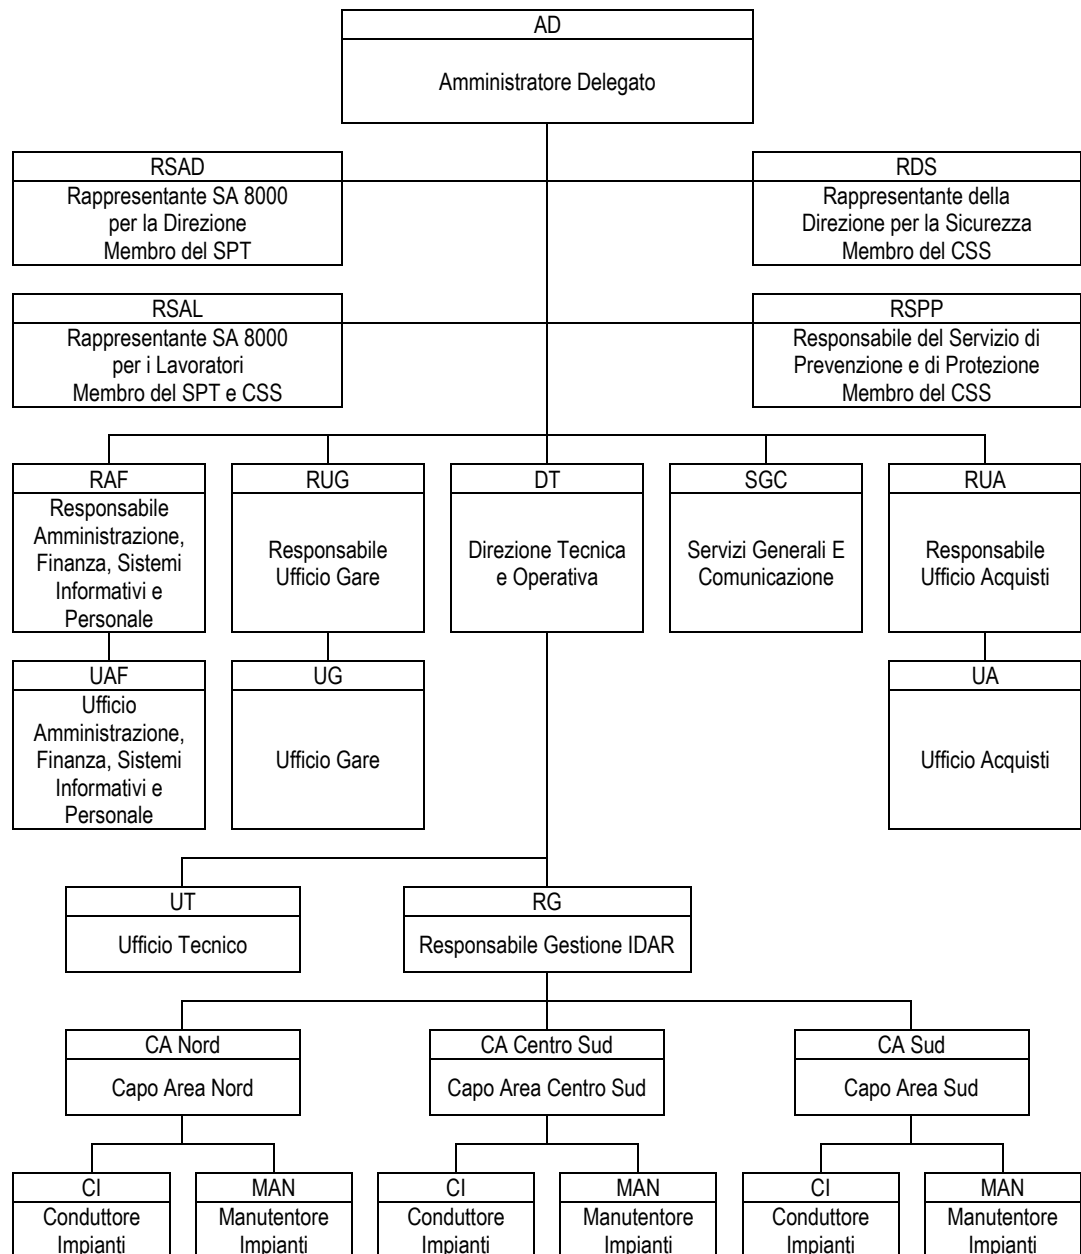 AD
Amministratore Delegato
RSAD
Rappresentante SA 8000
per la Direzione
Membro del SPT
RDS
Rappresentante della
Direzione per la Sicurezza
Membro del CSS
RSAL
Rappresentante SA 8000
per i Lavoratori
Membro del SPT e CSS
RSPP
Responsabile del Servizio di
Prevenzione e di Protezione
Membro del CSS
RAF
Responsabile
Amministrazione,
Finanza, Sistemi
Informativi e
Personale
RUG
Responsabile
Ufficio Gare
DT
Direzione Tecnica
e Operativa
SGC
Servizi Generali E
Comunicazione
RUA
Responsabile
Ufficio Acquisti
UAF
Ufficio
Amministrazione,
Finanza, Sistemi
Informativi e
Personale
UG
Ufficio Gare
UA
Ufficio Acquisti
UT
Ufficio Tecnico
RG
Responsabile Gestione IDAR
CA Nord
Capo Area Nord
CA Centro Sud
Capo Area Centro Sud
CA Sud
Capo Area Sud
CI
Conduttore
Impianti
MAN
Manutentore
Impianti
CI
Conduttore
Impianti
MAN
Manutentore
Impianti
CI
Conduttore
Impianti
MAN
Manutentore
Impianti